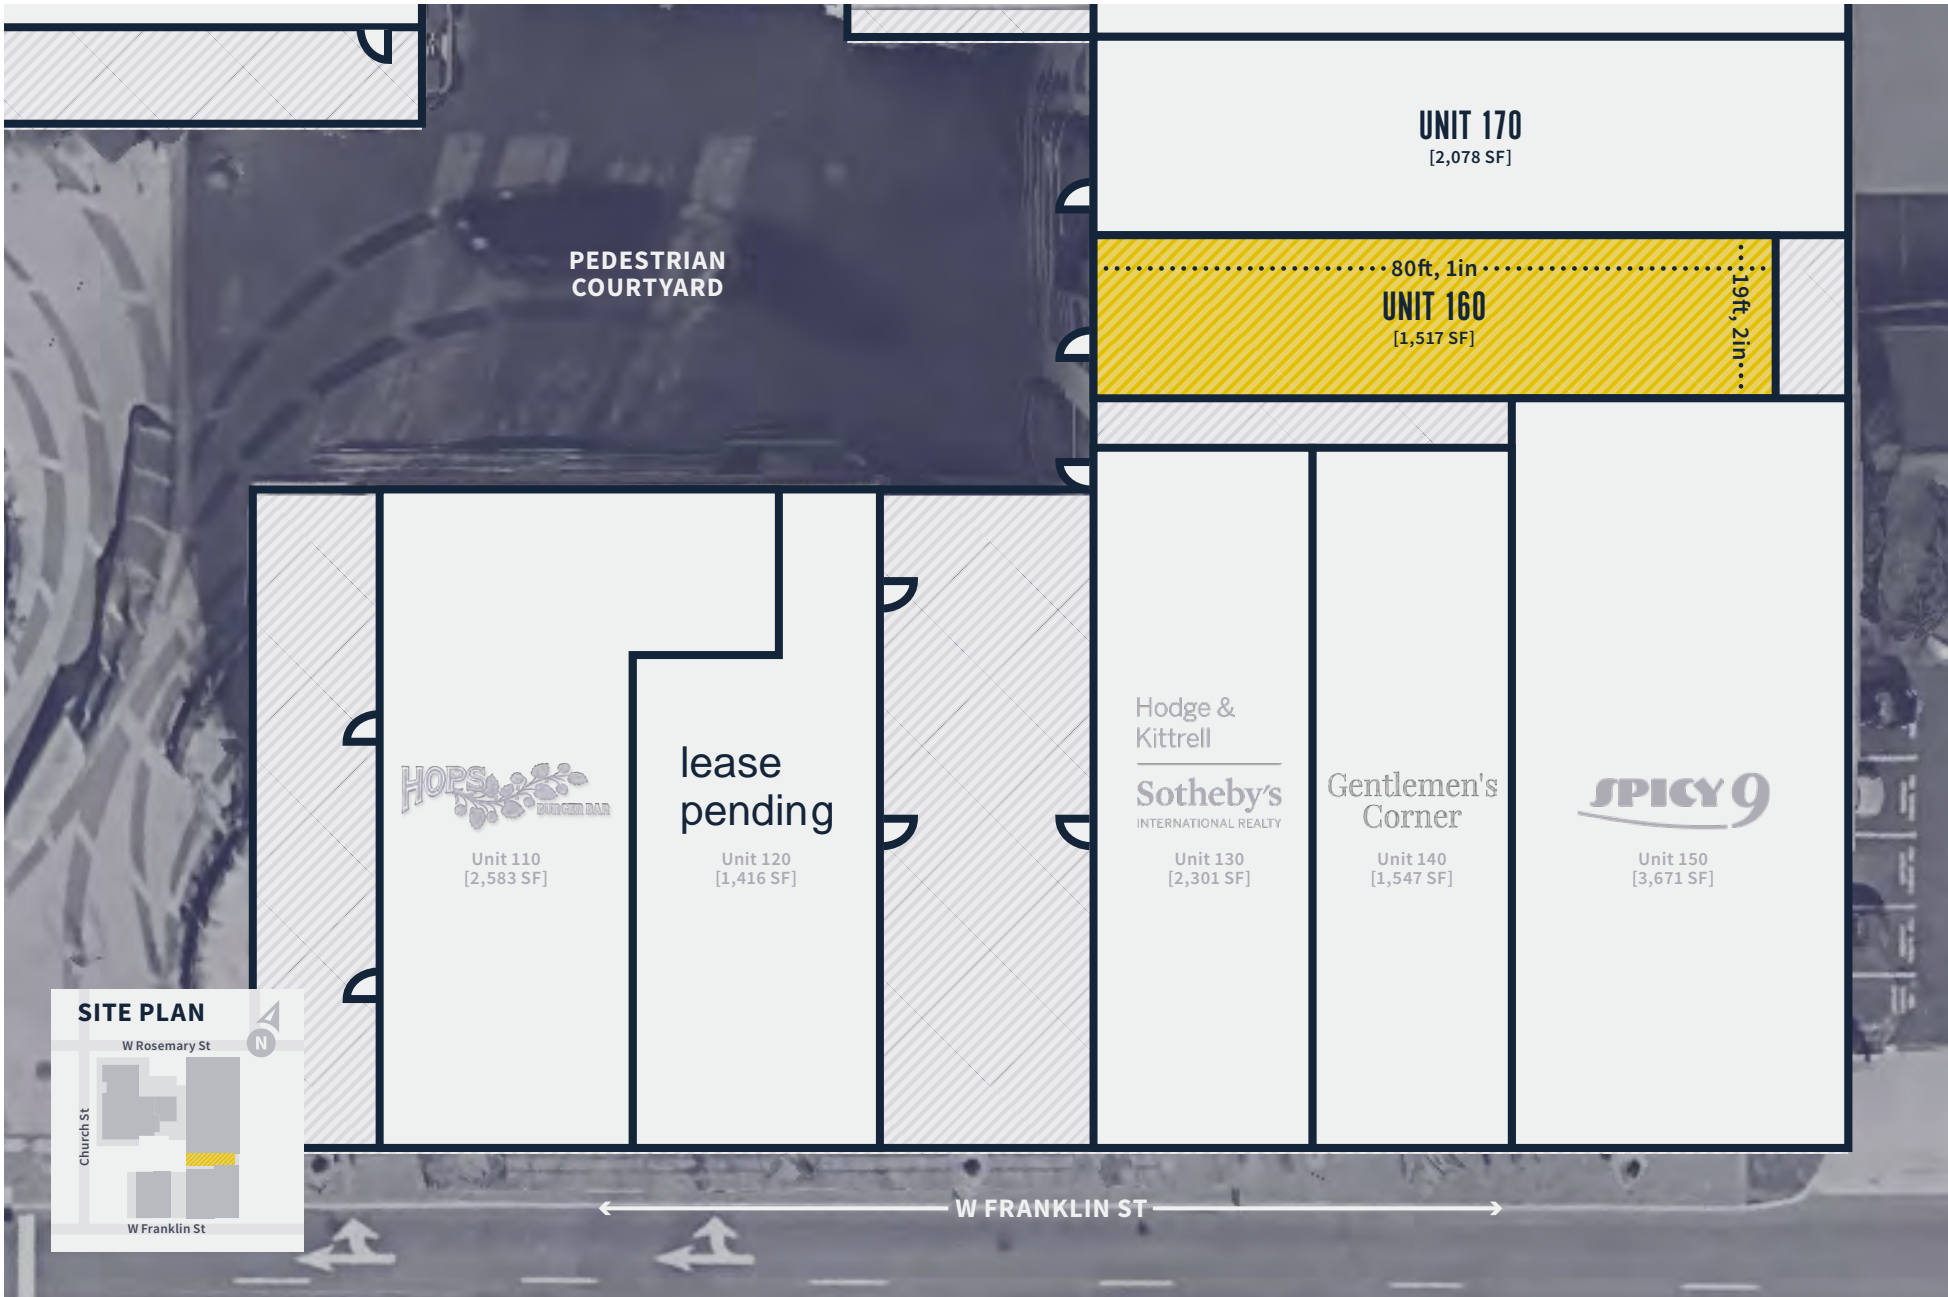 UNIT 170
[2,078 SF]
PEDESTRIAN
COURTYARD
80ft, 1in
UNIT 160
[1,517 SF]
19ft, 2in
HOPS
BURGER BAR
Unit 110
[2,583 SF]
lease
pending
Unit 120
[1,416 SF]
Hodge &
Kittrell
Sotheby's
INTERNATIONAL REALTY
Unit 130
[2,301 SF]
Gentlemen's
Corner
Unit 140
[1,547 SF]
SPICY 9
Unit 150
[3,671 SF]
SITE PLAN
N
W Rosemary St
Church St
W Franklin St
W FRANKLIN ST